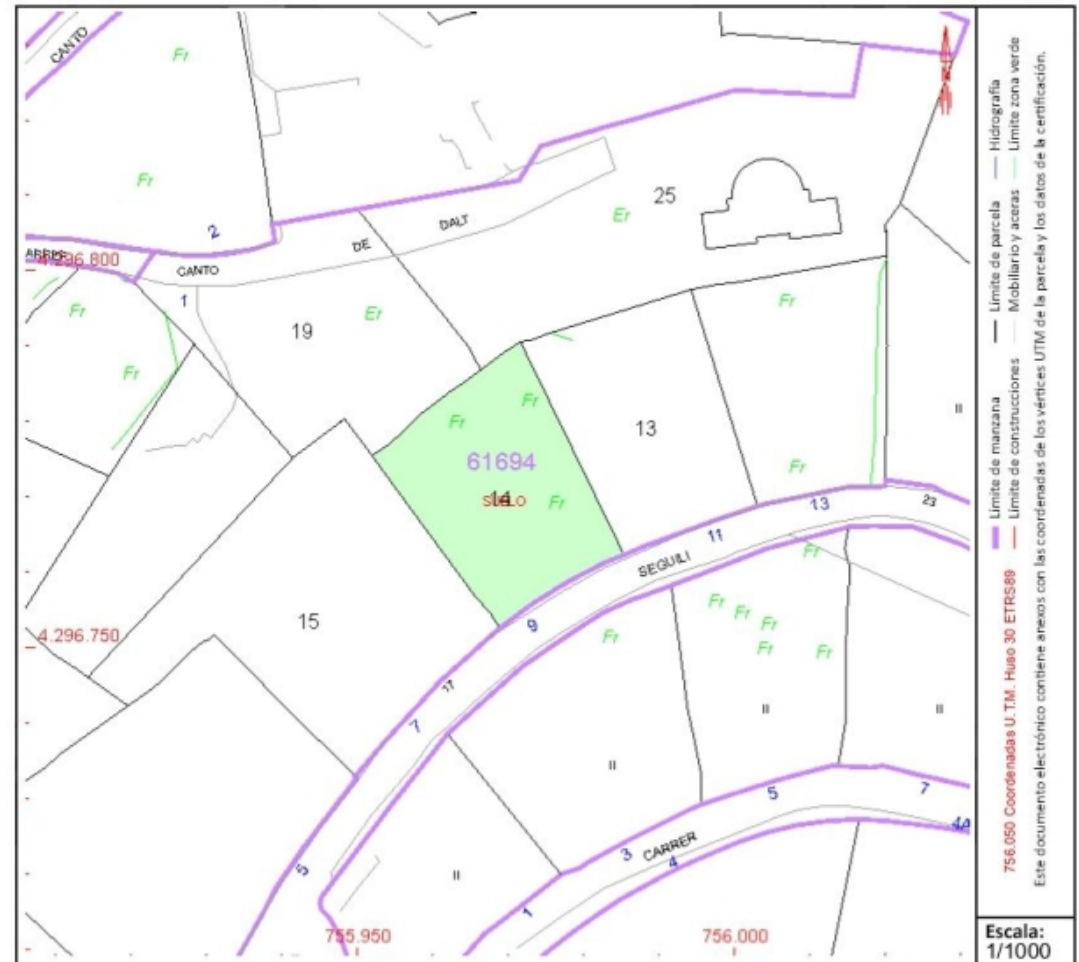 CANTO
Fr
Fr
2
25
Er
DALT
DE
4.296.800
CANTO
1
Fr
19
Er
Fr
Fr
Fr
Fr
61694
SUELO
14
Fr
13
Fr
13
23
11
SEGUILI
Fr
4.296.750
15
9
Fr
Fr
Fr
Fr
Fr
Fr
17
7
II
II
II
II
5
7
4A
5
3
CARRER
4
II
1
755.950
756.000
Hidrografía
Límite zona verde
Límite de parcela
Mobiliario y aceras
Límite de manzana
Límite de construcciones
756.050 Coordenadas U.T.M. Huso 30 ETRS89
Este documento electrónico contiene anexos con las coordenadas de los vértices UTM de la parcela y los datos de la certificación.
Escala:
1/1000